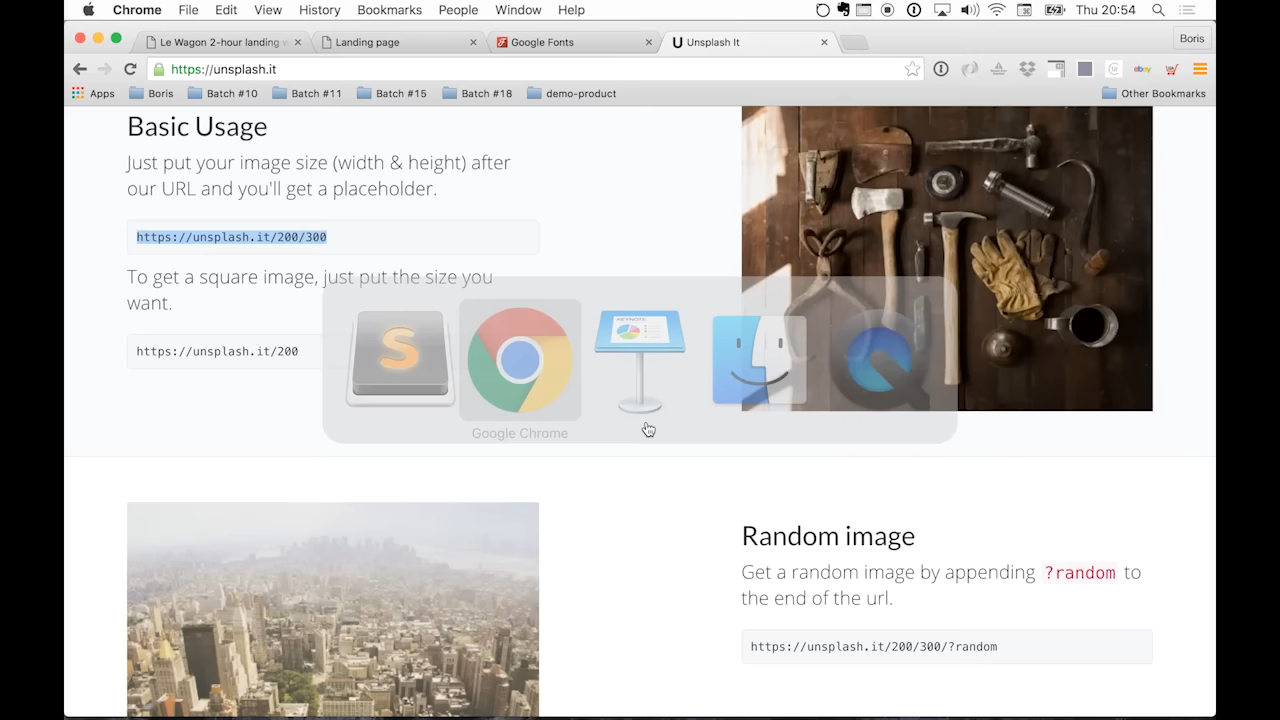 Chrome File Edit View History Bookmarks People Window Help Thu 20:54
Le Wagon 2-hour landing Landing page Google Fonts Unsplash It Boris
https://unsplash.it
Apps Boris Batch #10 Batch #11 Batch #15 Batch #18 demo-product Other Bookmarks
Basic Usage
Just put your image size (width & height) after
our URL and you'll get a placeholder.
https://unsplash.it/200/300
To get a square image, just put the size you
want.
https://unsplash.it/200
KEYNOTE
Google Chrome
Random image
Get a random image by appending ?random to
the end of the url.
https://unsplash.it/200/300/?random